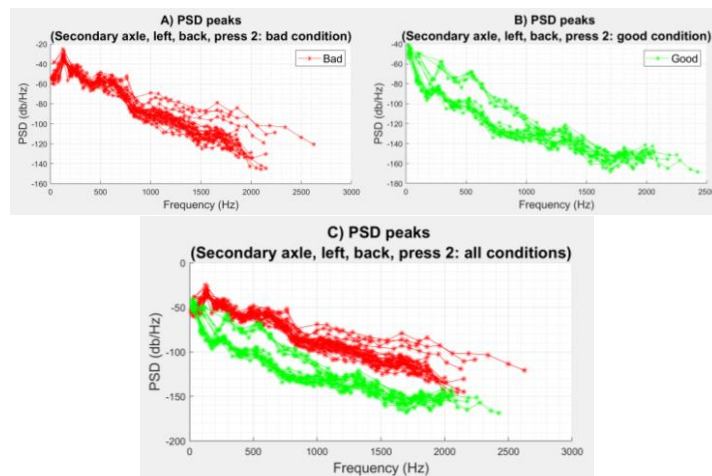 A) PSD peaks
(Secondary axle, left, back, press 2: bad condition)
-20
-40
-60
-80
-100
-120
-140
-160
PSD (db/Hz)
Bad
0 500 1000 1500 2000 2500 3000
Frequency (Hz)
B) PSD peaks
(Secondary axle, left, back, press 2: good condition)
-40
-60
-80
-100
-120
-140
-160
-180
PSD (db/Hz)
Good
0 500 1000 1500 2000 2500
Frequency (Hz)
C) PSD peaks
(Secondary axle, left, back, press 2: all conditions)
0
-50
-100
-150
-200
PSD (db/Hz)
0 500 1000 1500 2000 2500 3000
Frequency (Hz)